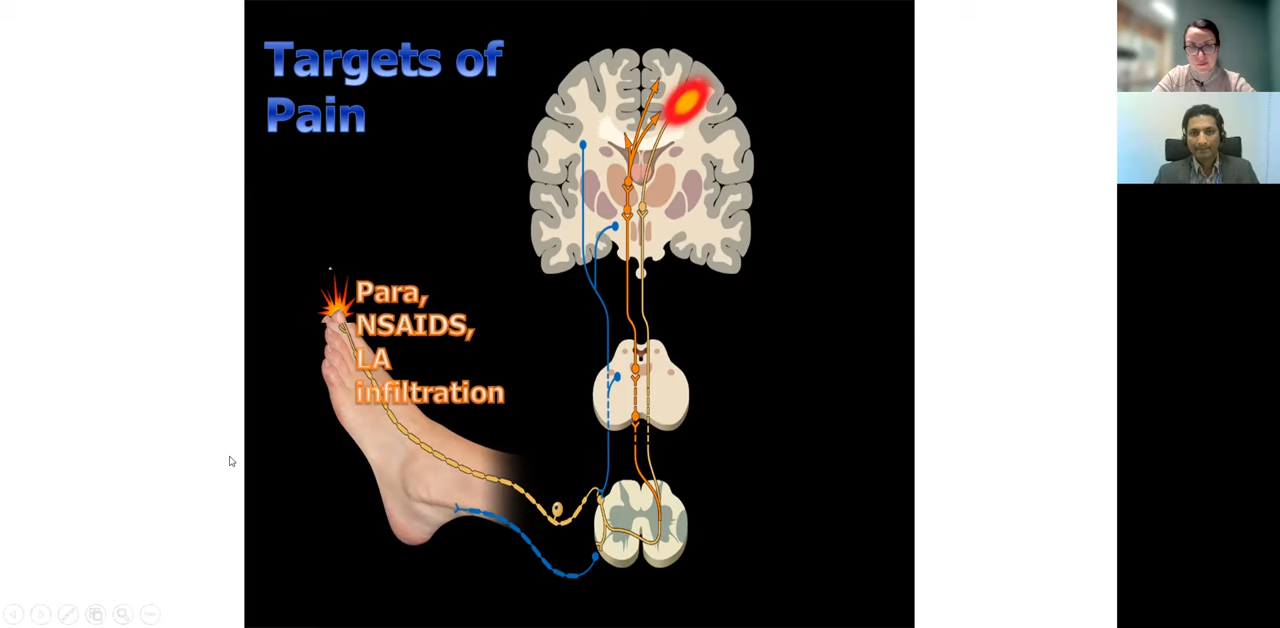 Targets of
Pain
Para,
NSAIDS,
LA
infiltration